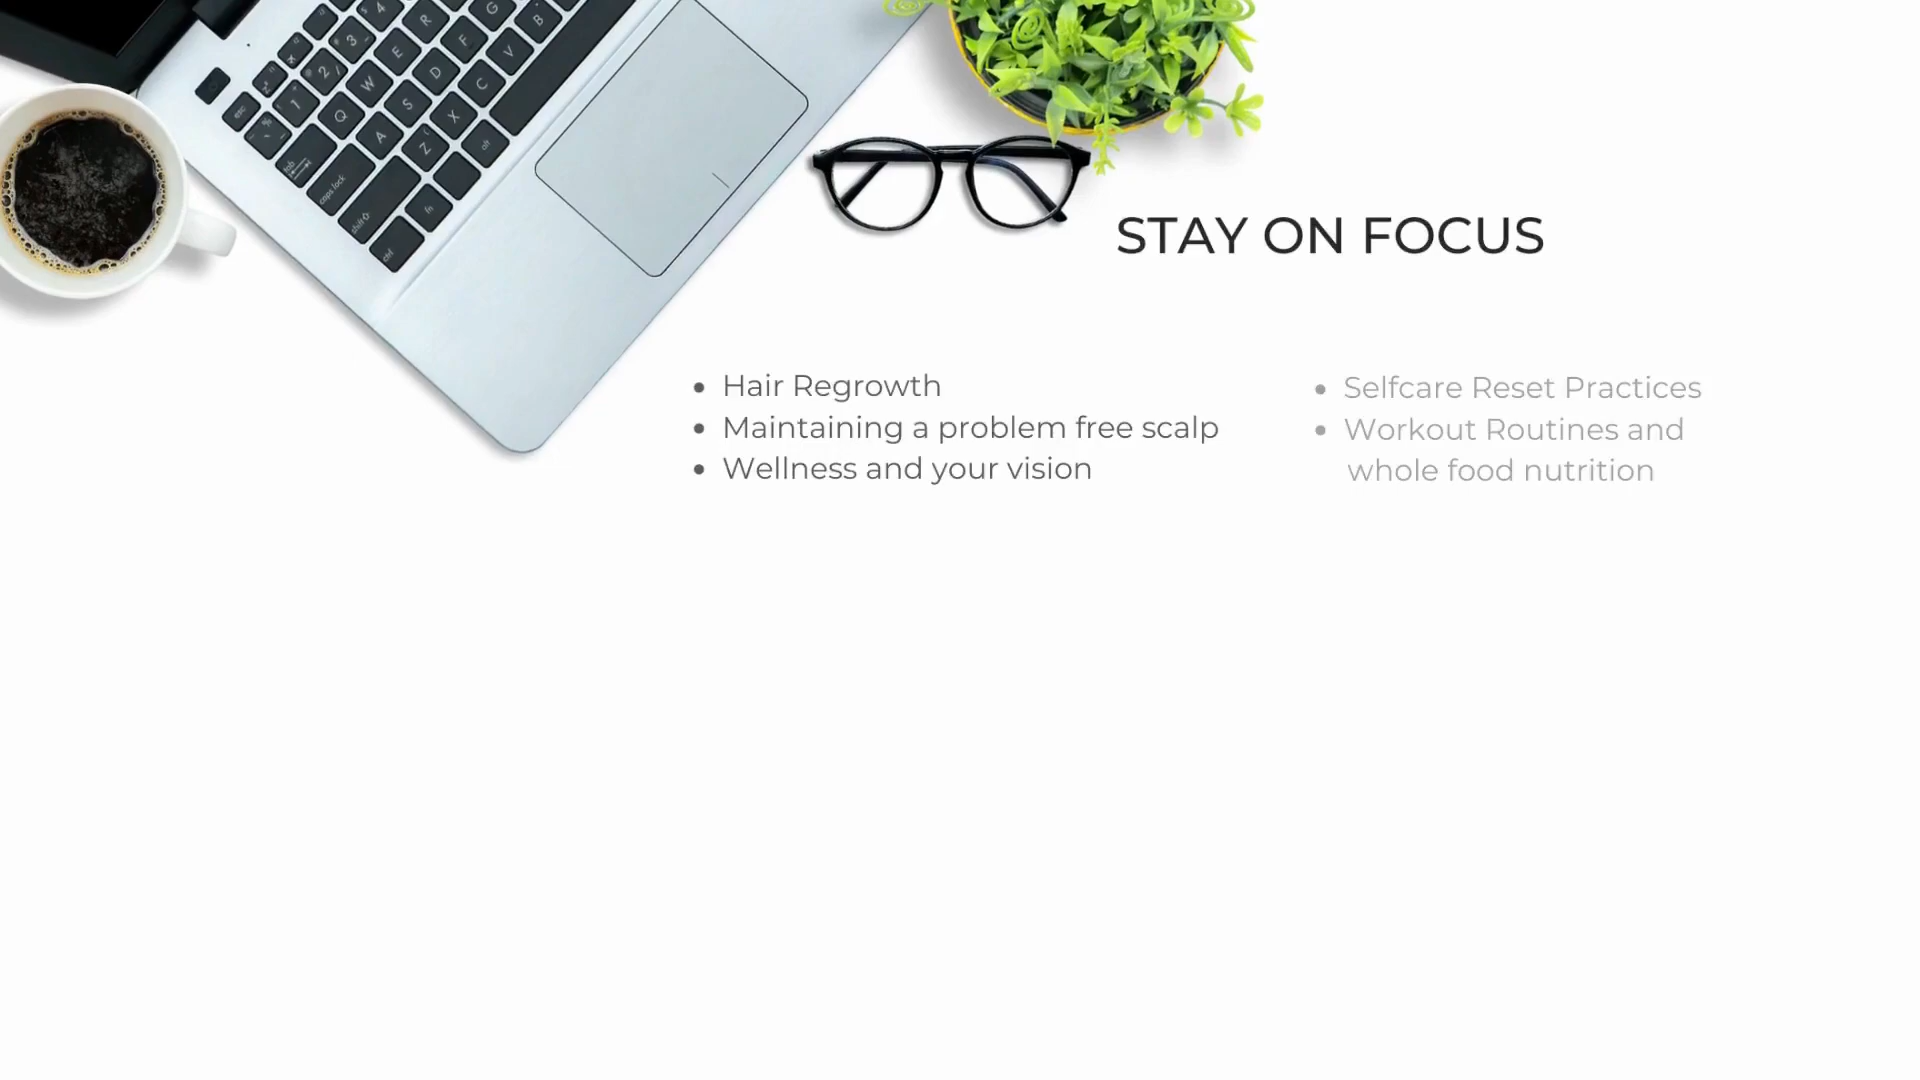 STAY ON FOCUS
Hair Regrowth
Maintaining a problem free scalp
Wellness and your vision
Selfcare Reset Practices
Workout Routines and
whole food nutrition